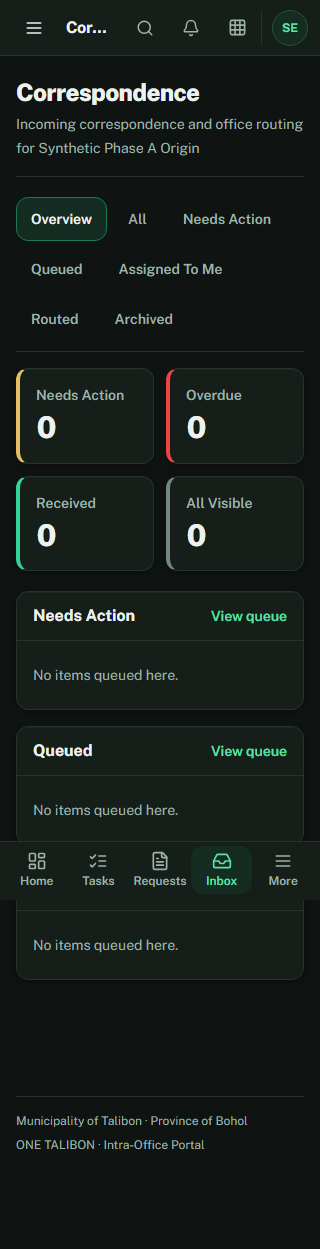 Cor...
SE
Correspondence
Incoming correspondence and office routing
for Synthetic Phase A Origin
Overview
All
Needs Action
Queued
Assigned To Me
Routed
Archived
Needs Action
0
Overdue
0
Received
0
All Visible
0
Needs Action
View queue
No items queued here.
Queued
View queue
No items queued here.
Home
Tasks
Requests
Inbox
More
No items queued here.
Municipality of Talibon · Province of Bohol
ONE TALIBON · Intra-Office Portal